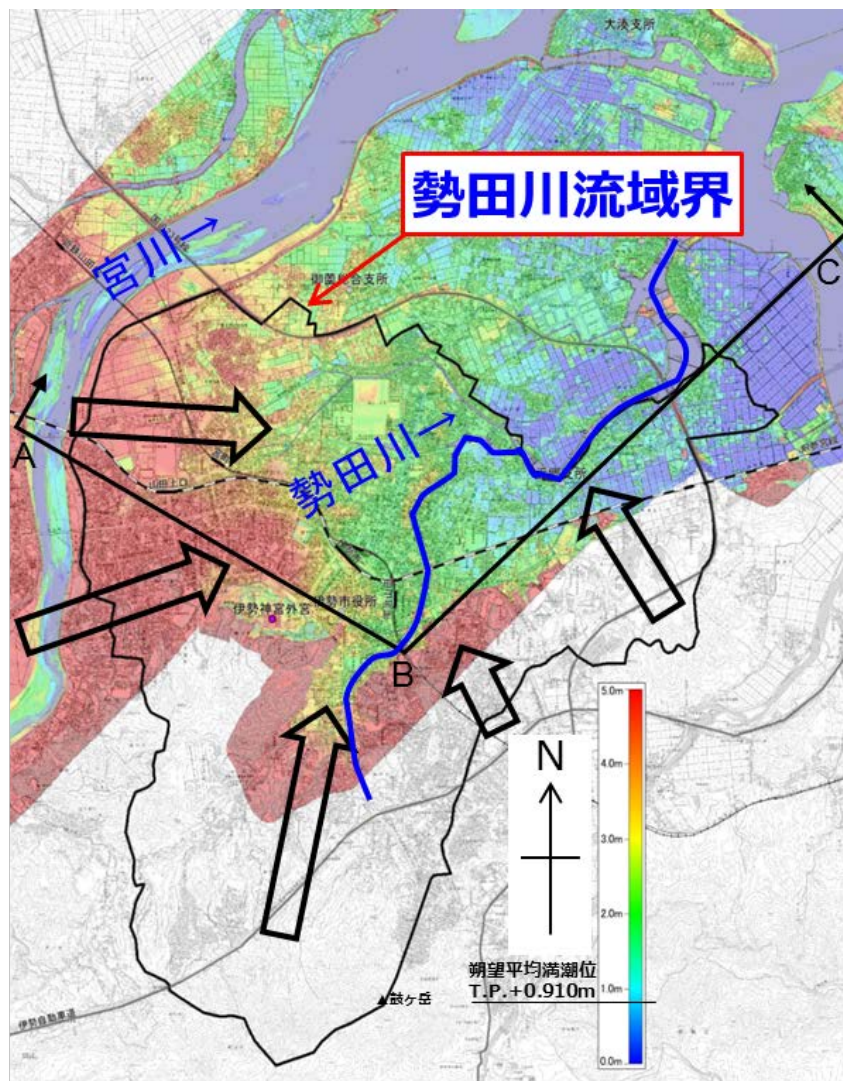 大湊支所
勢田川流域界
宮川→
御薗総合支所
C
A
勢田川→
山田上口
伊勢神宮外宮
伊勢市役所
B
5.0m
N
4.0m
3.0m
2.0m
朔望平均満潮位
T.P.+0.910m
1.0m
▲鼓ヶ岳
伊勢自動車道
0.0m